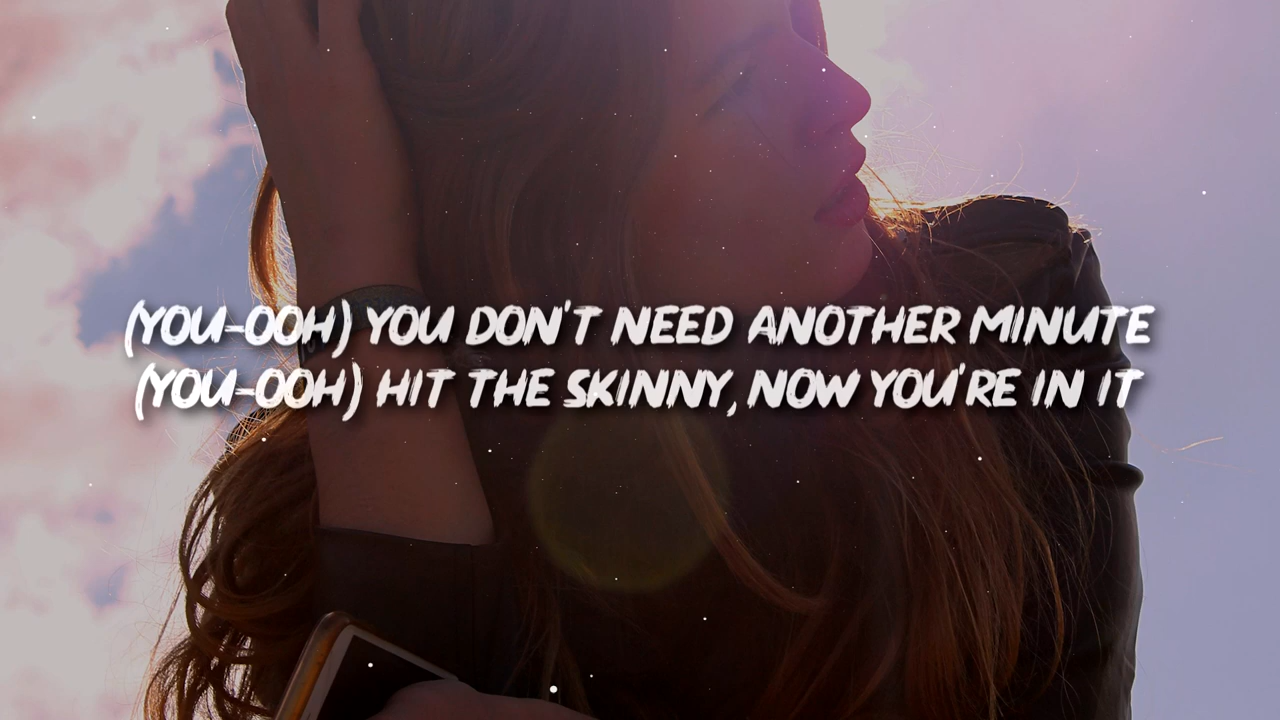 (YOU-OOH) YOU DON'T NEED ANOTHER MINUTE
(YOU-OOH) HIT THE SKINNY, NOW YOU'RE IN IT